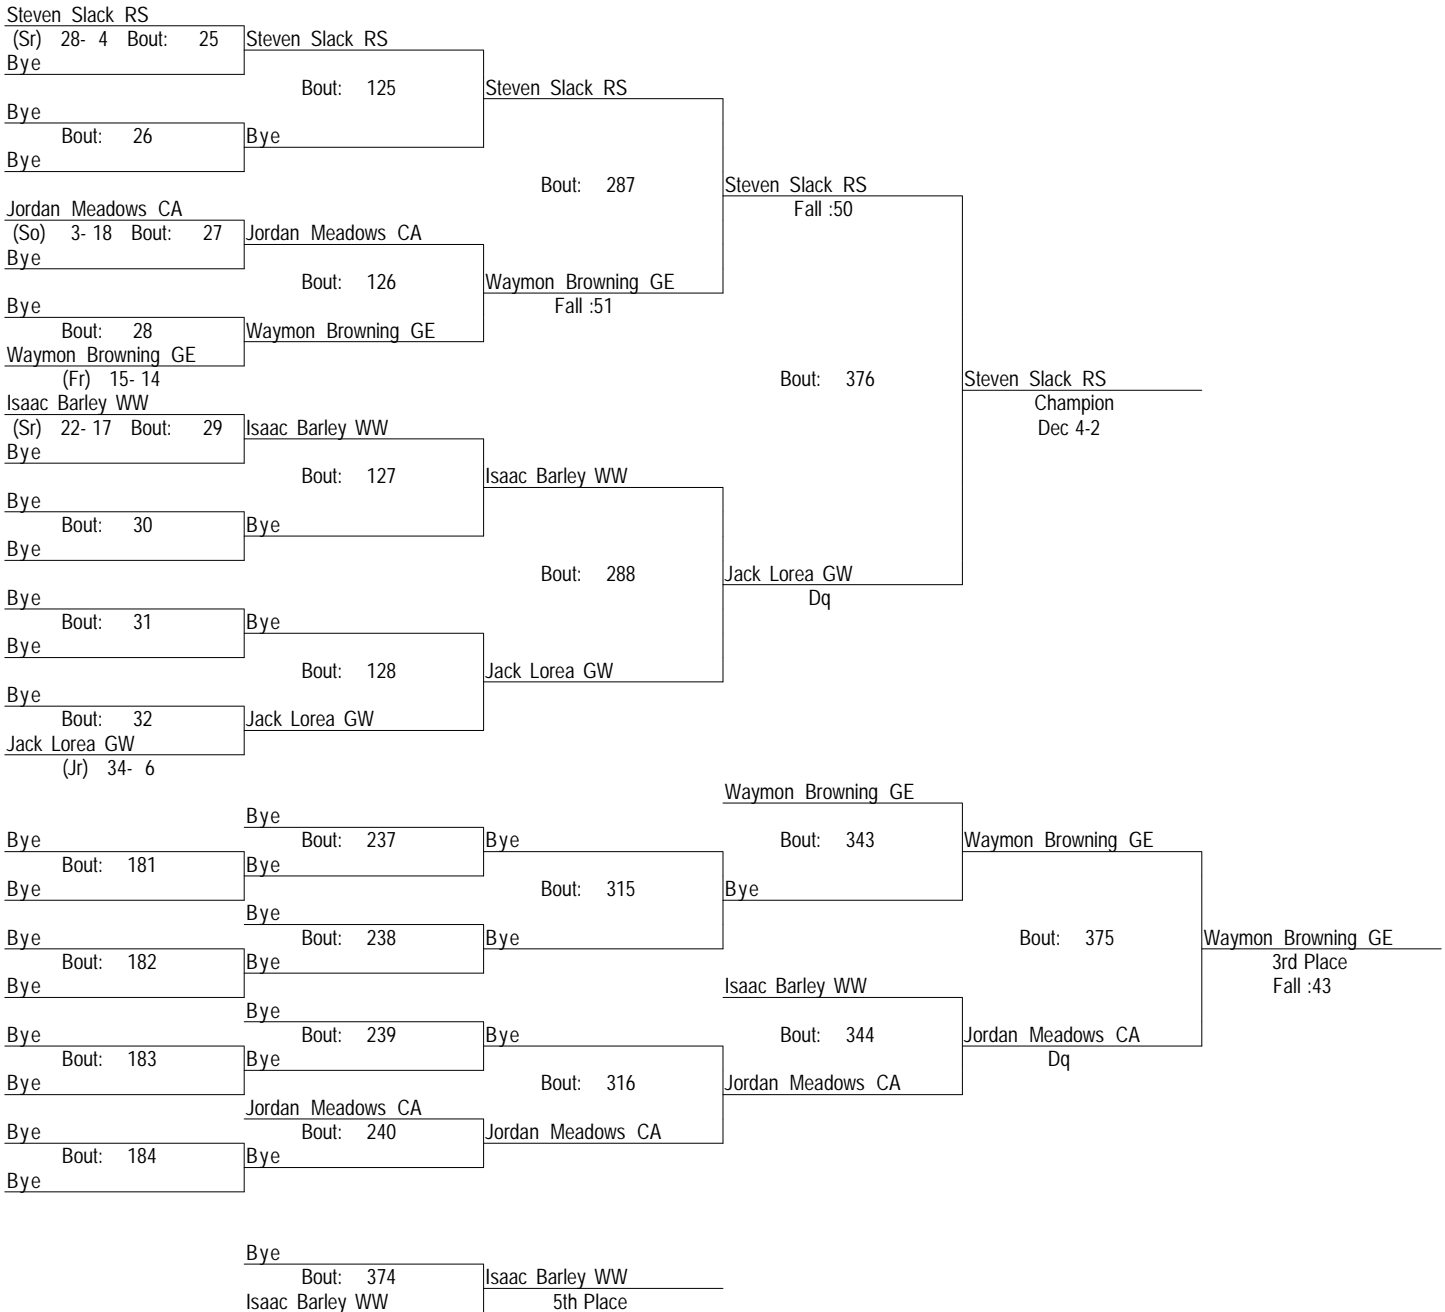 Steven Slack RS
(Sr) 28- 4 Bout: 25 Steven Slack RS
Bye
Bout: 125 Steven Slack RS
Bye
Bout: 26 Bye
Bye
Bout: 287 Steven Slack RS
Jordan Meadows CA Fall :50
(So) 3- 18 Bout: 27 Jordan Meadows CA
Bye
Bout: 126 Waymon Browning GE
Bye Fall :51
Bout: 28 Waymon Browning GE
Waymon Browning GE
(Fr) 15- 14 Bout: 376 Steven Slack RS
Isaac Barley WW Champion
(Sr) 22- 17 Bout: 29 Isaac Barley WW Dec 4-2
Bye
Bout: 127 Isaac Barley WW
Bye
Bout: 30 Bye
Bye
Bout: 288 Jack Lorea GW
Bye Dq
Bout: 31 Bye
Bye
Bout: 128 Jack Lorea GW
Bye
Bout: 32 Jack Lorea GW
Jack Lorea GW
(Jr) 34- 6
Waymon Browning GE
Bye
Bye Bout: 237 Bye Bout: 343 Waymon Browning GE
Bout: 181 Bye
Bye Bout: 315 Bye
Bye
Bye Bout: 238 Bye Bout: 375 Waymon Browning GE
Bout: 182 Bye 3rd Place
Bye Isaac Barley WW Fall :43
Bye
Bye Bout: 239 Bye Bout: 344 Jordan Meadows CA
Bout: 183 Bye Dq
Bye Bout: 316 Jordan Meadows CA
Jordan Meadows CA
Bye Bout: 240 Jordan Meadows CA
Bout: 184 Bye
Bye
Bye
Bout: 374 Isaac Barley WW
Isaac Barley WW 5th Place